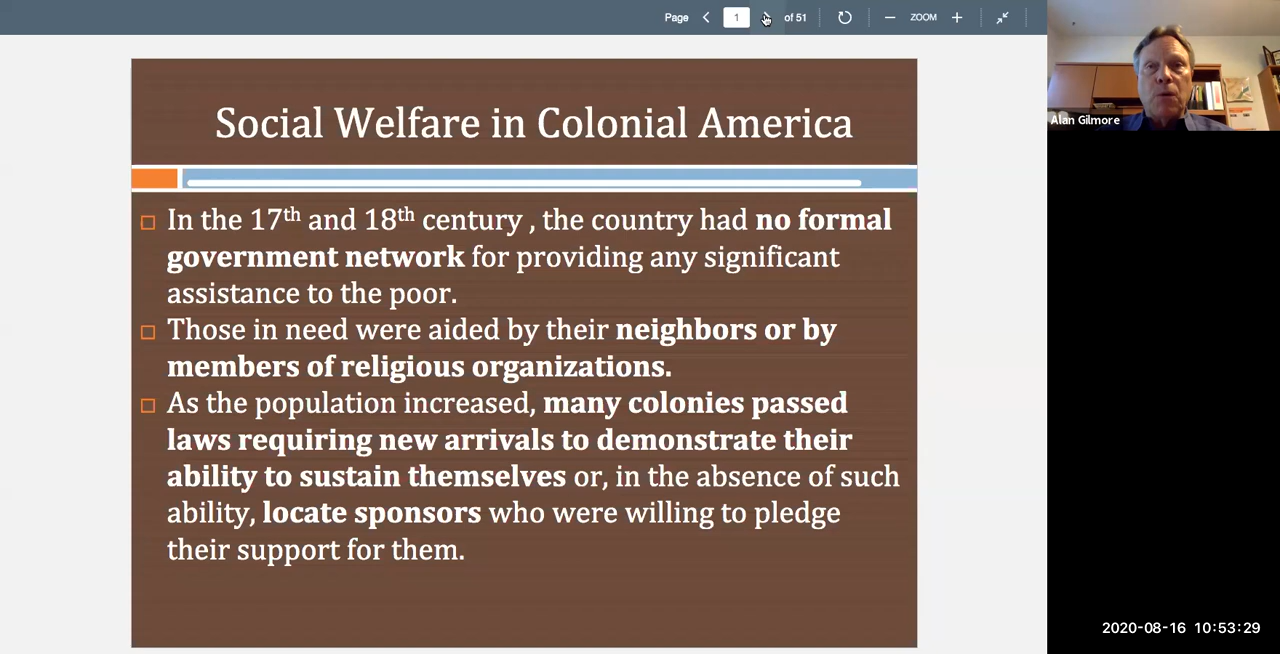 Page 1 of 51 ZOOM
Social Welfare in Colonial America
Alan Gilmore
In the 17th and 18th century , the country had no formal
government network for providing any significant
assistance to the poor.
Those in need were aided by their neighbors or by
members of religious organizations.
As the population increased, many colonies passed
laws requiring new arrivals to demonstrate their
ability to sustain themselves or, in the absence of such
ability, locate sponsors who were willing to pledge
their support for them.
2020-08-16 10:53:29